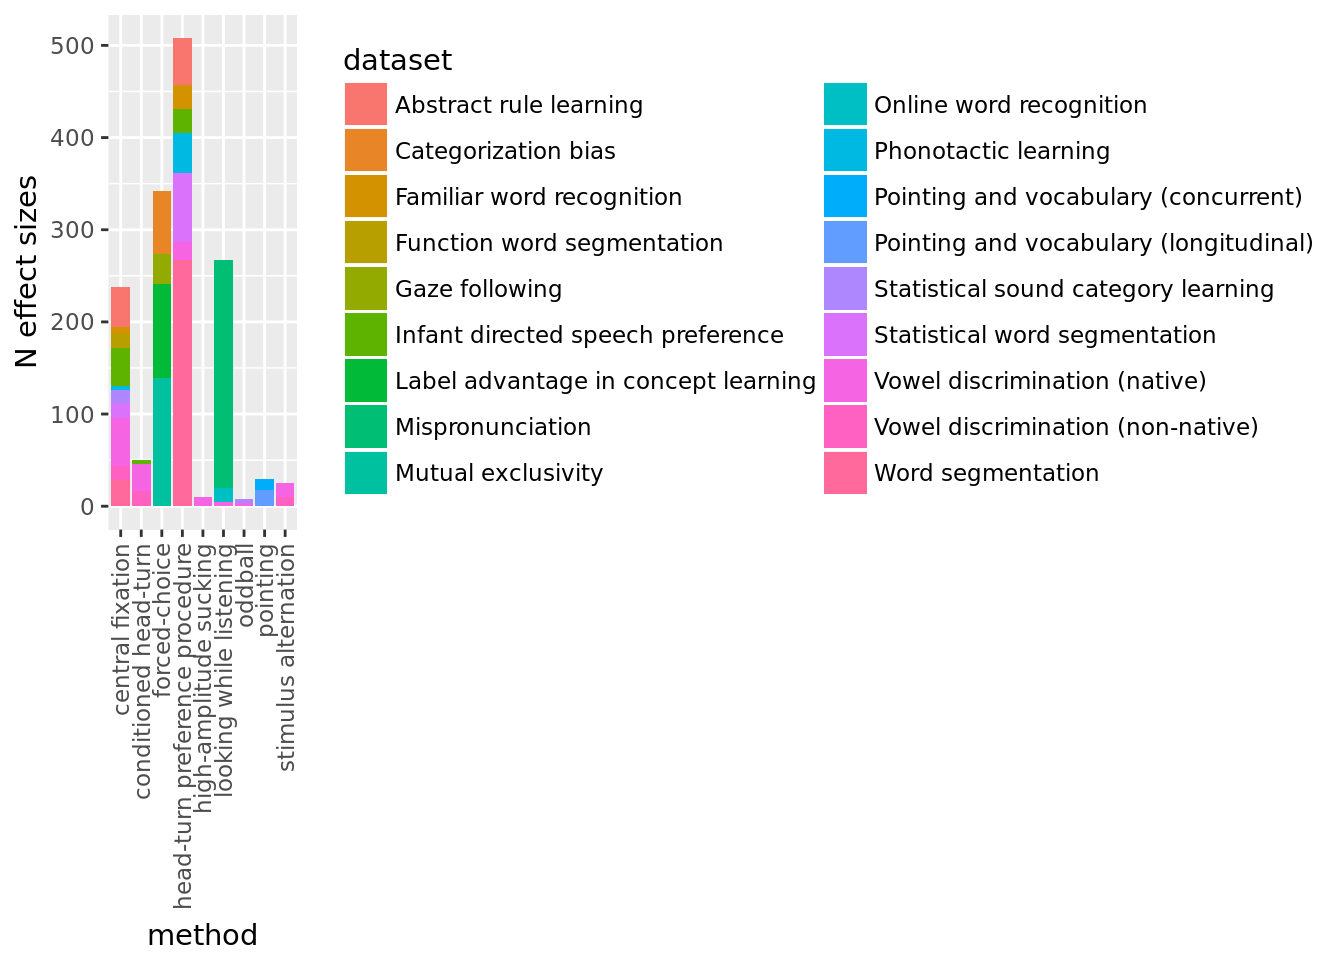 N effect sizes
500
400
300
200
100
0
central fixation
conditioned head-turn
forced-choice
head-turn preference procedure
high-amplitude sucking
looking while listening
oddball
pointing
stimulus alternation
method
dataset
Abstract rule learning
Categorization bias
Familiar word recognition
Function word segmentation
Gaze following
Infant directed speech preference
Label advantage in concept learning
Mispronunciation
Mutual exclusivity
Online word recognition
Phonotactic learning
Pointing and vocabulary (concurrent)
Pointing and vocabulary (longitudinal)
Statistical sound category learning
Statistical word segmentation
Vowel discrimination (native)
Vowel discrimination (non-native)
Word segmentation